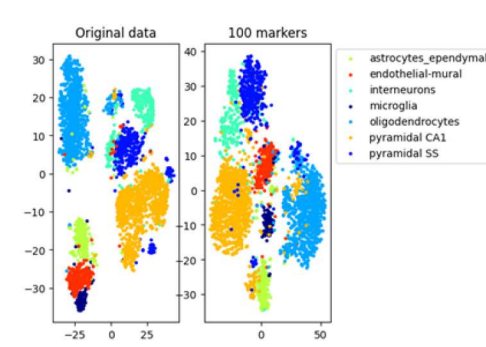 Original data
100 markers
30
20
10
0
−10
−20
−30
−25
0
25
40
30
20
10
0
−10
−20
−30
0
50
astrocytes_ependymal
endothelial-mural
interneurons
microglia
oligodendrocytes
pyramidal CA1
pyramidal SS